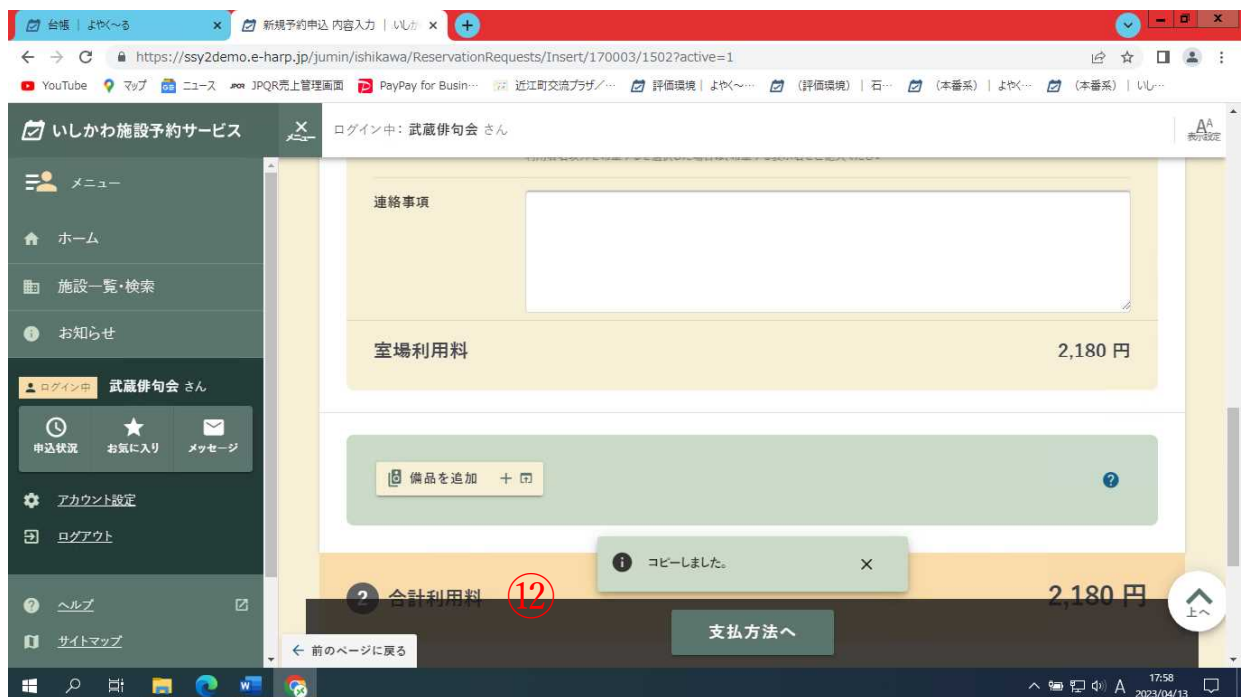 台帳 | よやく~る
新規予約申込 内容入力 | いしか
https://ssy2demo.e-harp.jp/jumin/ishikawa/ReservationRequests/Insert/170003/1502?active=1
YouTube マップ ニュース JPQR売上管理画面 PayPay for Busin… 近江町交流プラザ/… 評価環境 | よやく~… (評価環境) | 石… (本番系) | よやく… (本番系) | いし…
いしかわ施設予約サービス
メニュー
ログイン中: 武蔵俳句会 さん
AA
表示設定
メニュー
ホーム
施設一覧・検索
お知らせ
ログイン中 武蔵俳句会 さん
申込状況 お気に入り メッセージ
アカウント設定
ログアウト
ヘルプ
サイトマップ
連絡事項
室場利用料 2,180 円
備品を追加
コピーしました。
2 合計利用料 ⑫ 2,180 円
支払方法へ
前のページに戻る
上へ
A
17:58
2023/04/13